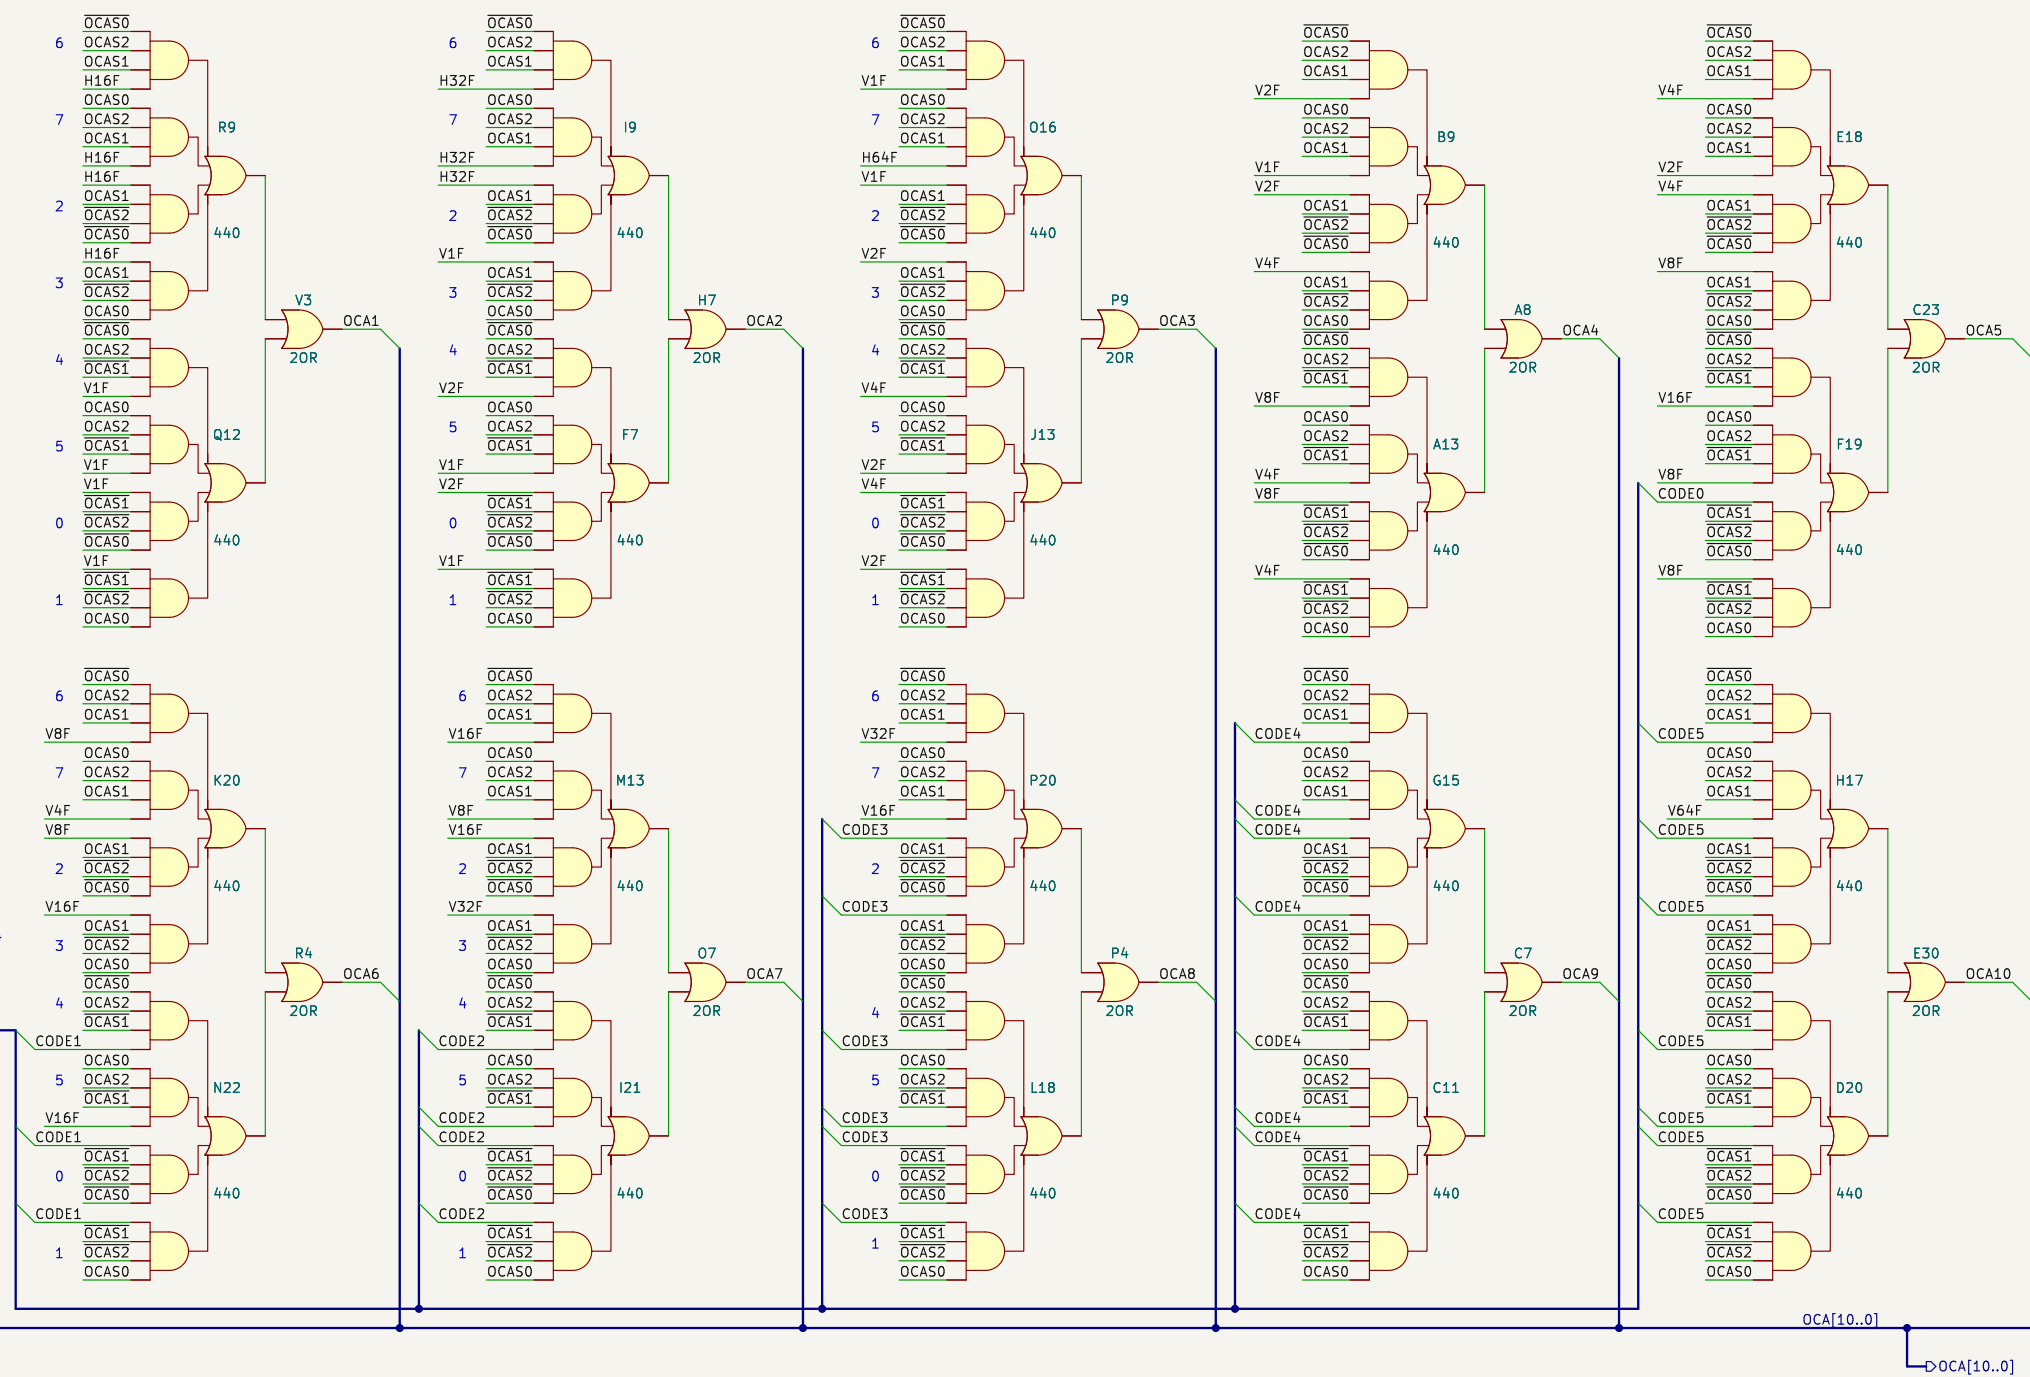 OCAS0
6
OCAS2
OCAS1
H16F
OCAS0
7
OCAS2
R9
OCAS1
H16F
H16F
OCAS1
2
OCAS2
OCAS0
440
H16F
OCAS1
3
OCAS2
V3
OCAS0
OCA1
OCAS0
OCAS2
2OR
4
OCAS1
V1F
OCAS0
OCAS2
Q12
5
OCAS1
V1F
V1F
OCAS1
0
OCAS2
OCAS0
440
V1F
OCAS1
1
OCAS2
OCAS0
OCAS0
6
OCAS2
OCAS1
H32F
OCAS0
7
OCAS2
I9
OCAS1
H32F
H32F
OCAS1
2
OCAS2
OCAS0
440
V1F
OCAS1
3
OCAS2
H7
OCAS0
OCA2
OCAS0
4
OCAS2
2OR
OCAS1
V2F
OCAS0
5
OCAS2
F7
OCAS1
V1F
V2F
OCAS1
0
OCAS2
OCAS0
440
V1F
OCAS1
1
OCAS2
OCAS0
OCAS0
6
OCAS2
OCAS1
V1F
OCAS0
7
OCAS2
O16
OCAS1
H64F
V1F
OCAS1
2
OCAS2
OCAS0
440
V2F
OCAS1
3
OCAS2
P9
OCAS0
OCA3
OCAS0
4
OCAS2
2OR
OCAS1
V4F
OCAS0
5
OCAS2
J13
OCAS1
V2F
V4F
OCAS1
0
OCAS2
OCAS0
440
V2F
OCAS1
1
OCAS2
OCAS0
OCAS0
OCAS2
OCAS1
V2F
OCAS0
OCAS2
B9
OCAS1
V1F
V2F
OCAS1
OCAS2
OCAS0
440
V4F
OCAS1
OCAS2
A8
OCAS0
OCA4
OCAS0
OCAS2
2OR
OCAS1
V8F
OCAS0
OCAS2
A13
OCAS1
V4F
V8F
OCAS1
OCAS2
OCAS0
440
V4F
OCAS1
OCAS2
OCAS0
OCAS0
OCAS2
OCAS1
V4F
OCAS0
OCAS2
E18
OCAS1
V2F
V4F
OCAS1
OCAS2
OCAS0
440
V8F
OCAS1
OCAS2
C23
OCAS0
OCA5
OCAS0
OCAS2
2OR
OCAS1
V16F
OCAS0
OCAS2
F19
OCAS1
V8F
CODE0
OCAS1
OCAS2
OCAS0
440
V8F
OCAS1
OCAS2
OCAS0
OCAS0
6
OCAS2
OCAS1
V8F
OCAS0
7
OCAS2
K20
OCAS1
V4F
V8F
OCAS1
2
OCAS2
OCAS0
440
V16F
OCAS1
3
OCAS2
R4
OCAS0
OCA6
OCAS0
4
OCAS2
2OR
OCAS1
CODE1
OCAS0
5
OCAS2
N22
OCAS1
V16F
CODE1
OCAS1
0
OCAS2
OCAS0
440
CODE1
OCAS1
1
OCAS2
OCAS0
OCAS0
6
OCAS2
OCAS1
V16F
OCAS0
7
OCAS2
M13
OCAS1
V8F
V16F
OCAS1
2
OCAS2
OCAS0
440
V32F
OCAS1
3
OCAS2
O7
OCAS0
OCA7
OCAS0
4
OCAS2
2OR
OCAS1
CODE2
OCAS0
5
OCAS2
I21
OCAS1
CODE2
CODE2
OCAS1
0
OCAS2
OCAS0
440
CODE2
OCAS1
1
OCAS2
OCAS0
OCAS0
6
OCAS2
OCAS1
V32F
OCAS0
7
OCAS2
P20
OCAS1
V16F
CODE3
OCAS1
2
OCAS2
OCAS0
440
CODE3
OCAS1
3
OCAS2
P4
OCAS0
OCA8
OCAS0
4
OCAS2
2OR
OCAS1
CODE3
OCAS0
5
OCAS2
L18
OCAS1
CODE3
CODE3
OCAS1
0
OCAS2
OCAS0
440
CODE3
OCAS1
1
OCAS2
OCAS0
OCAS0
OCAS2
OCAS1
CODE4
OCAS0
OCAS2
G15
OCAS1
CODE4
CODE4
OCAS1
OCAS2
OCAS0
440
CODE4
OCAS1
OCAS2
C7
OCAS0
OCA9
OCAS0
OCAS2
2OR
OCAS1
CODE4
OCAS0
OCAS2
C11
OCAS1
CODE4
CODE4
OCAS1
OCAS2
OCAS0
440
CODE4
OCAS1
OCAS2
OCAS0
OCAS0
OCAS2
OCAS1
CODE5
OCAS0
OCAS2
H17
OCAS1
V64F
CODE5
OCAS1
OCAS2
OCAS0
440
CODE5
OCAS1
OCAS2
E30
OCAS0
OCA10
OCAS0
OCAS2
2OR
OCAS1
CODE5
OCAS0
OCAS2
D20
OCAS1
CODE5
CODE5
OCAS1
OCAS2
OCAS0
440
CODE5
OCAS1
OCAS2
OCAS0
OCA[10..0]
OCA[10..0]